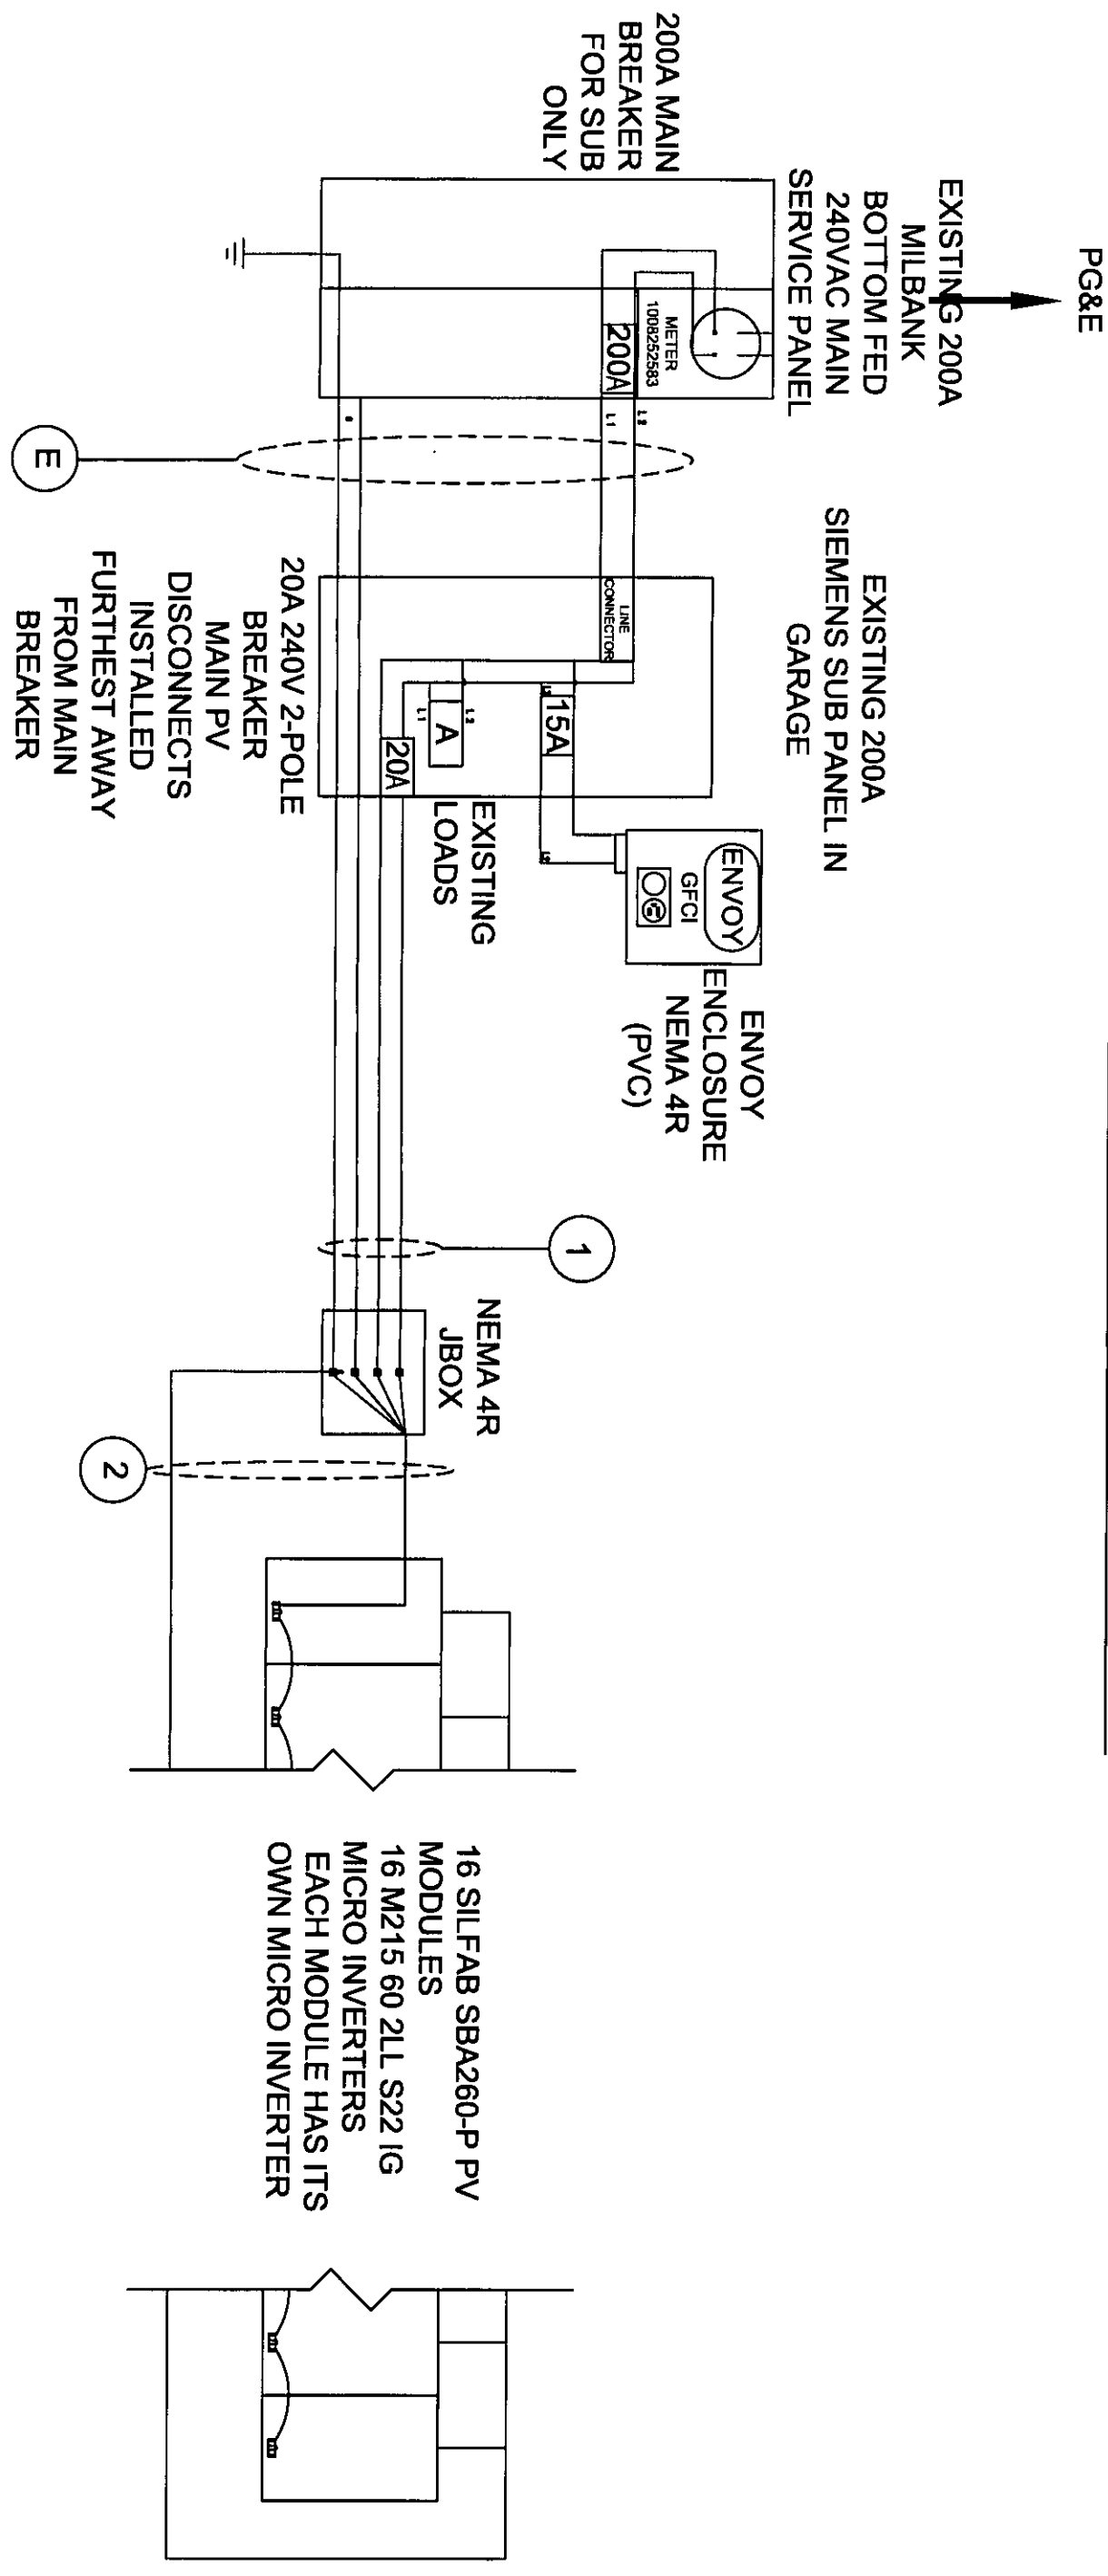 PG&E
EXISTING 200A
MILBANK
BOTTOM FED
240VAC MAIN
SERVICE PANEL
200A MAIN
BREAKER
FOR SUB
ONLY
METER
1008252583
200A
L2
L1
E
EXISTING 200A
SIEMENS SUB PANEL IN
GARAGE
LINE
CONNECTOR
L2
15A
L2
L2
L1
A
20A
EXISTING
LOADS
20A 240V 2-POLE
BREAKER
MAIN PV
DISCONNECTS
INSTALLED
FURTHEST AWAY
FROM MAIN
BREAKER
ENVOY
GFCI
ENVOY
ENCLOSURE
NEMA 4R
(PVC)
1
NEMA 4R
JBOX
2
16 SILFAB SBA260-P PV
MODULES
16 M215 60 2LL S22 IG
MICRO INVERTERS
EACH MODULE HAS ITS
OWN MICRO INVERTER